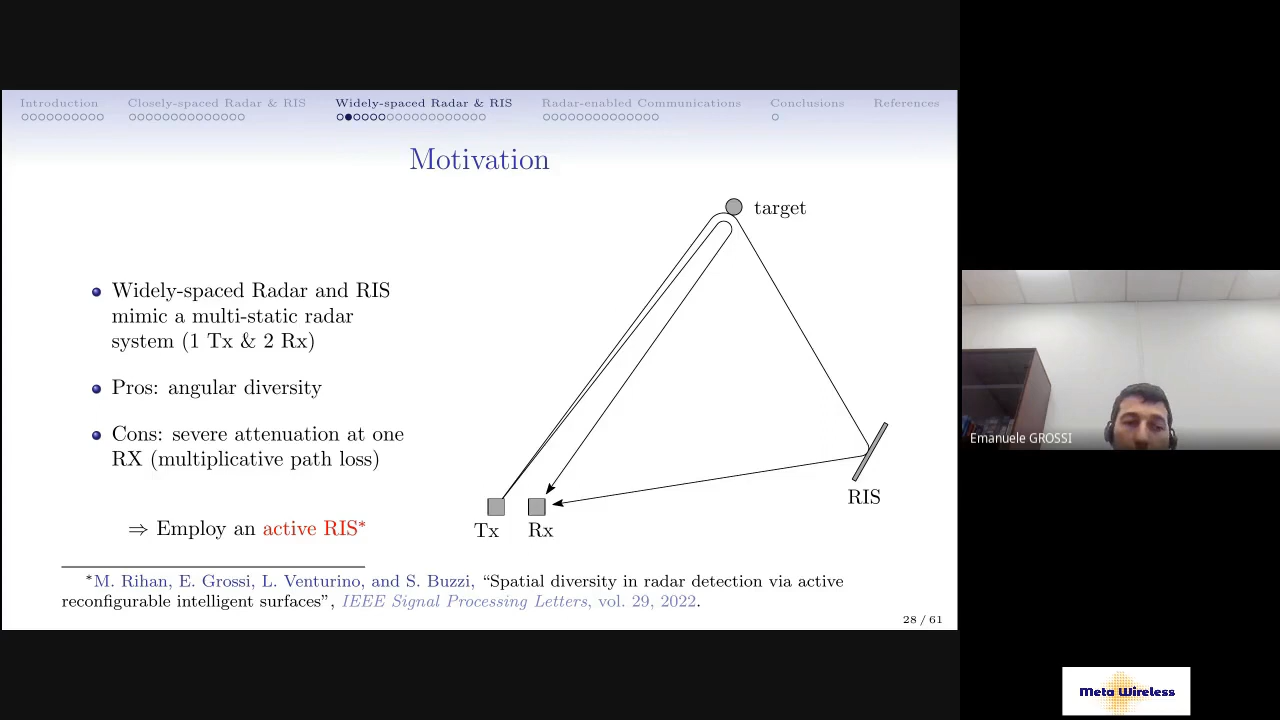 Introduction Closely-spaced Radar & RIS Widely-spaced Radar & RIS Radar-enabled Communications Conclusions References
Motivation
target
Widely-spaced Radar and RIS
mimic a multi-static radar
system (1 Tx & 2 Rx)
Pros: angular diversity
Cons: severe attenuation at one
RX (multiplicative path loss)
⇒ Employ an active RIS*
RIS
Tx Rx
*M. Rihan, E. Grossi, L. Venturino, and S. Buzzi, “Spatial diversity in radar detection via active
reconfigurable intelligent surfaces”, IEEE Signal Processing Letters, vol. 29, 2022.
28 / 61
Emanuele GROSSI
Meta Wireless